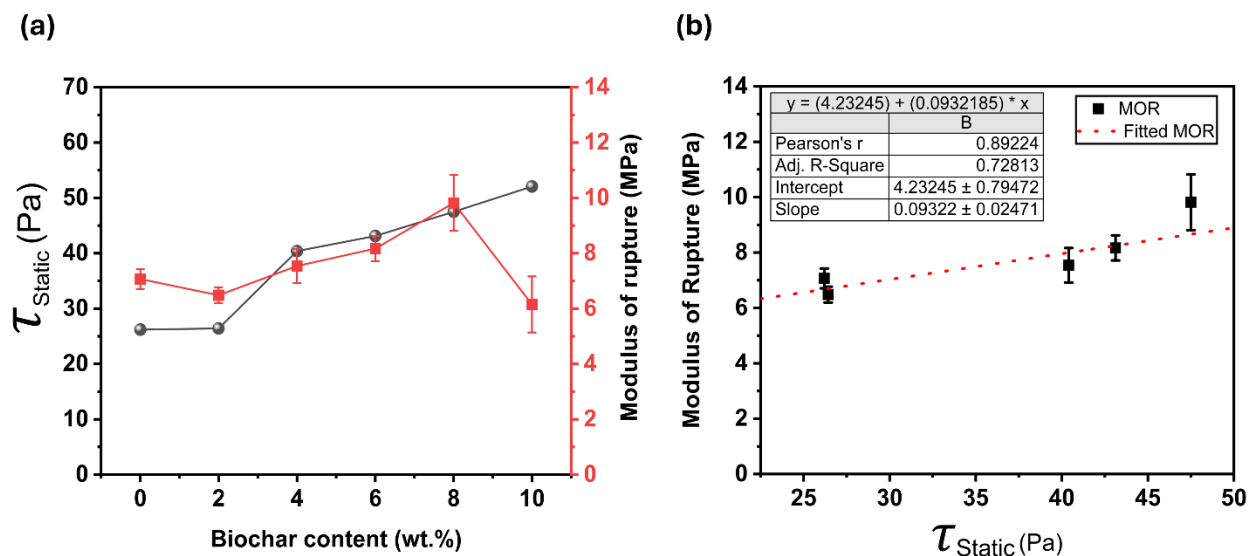 (a)
τStatic (Pa)
70
60
50
40
30
20
10
0
14
12
10
8
6
4
2
0
Modulus of rupture (MPa)
0 2 4 6 8 10
Biochar content (wt.%)
(b)
Modulus of Rupture (MPa)
14
12
10
8
6
4
2
0
y = (4.23245) + (0.0932185) * x
B
Pearson's r 0.89224
Adj. R-Square 0.72813
Intercept 4.23245 ± 0.79472
Slope 0.09322 ± 0.02471
MOR
Fitted MOR
25 30 35 40 45 50
τStatic (Pa)